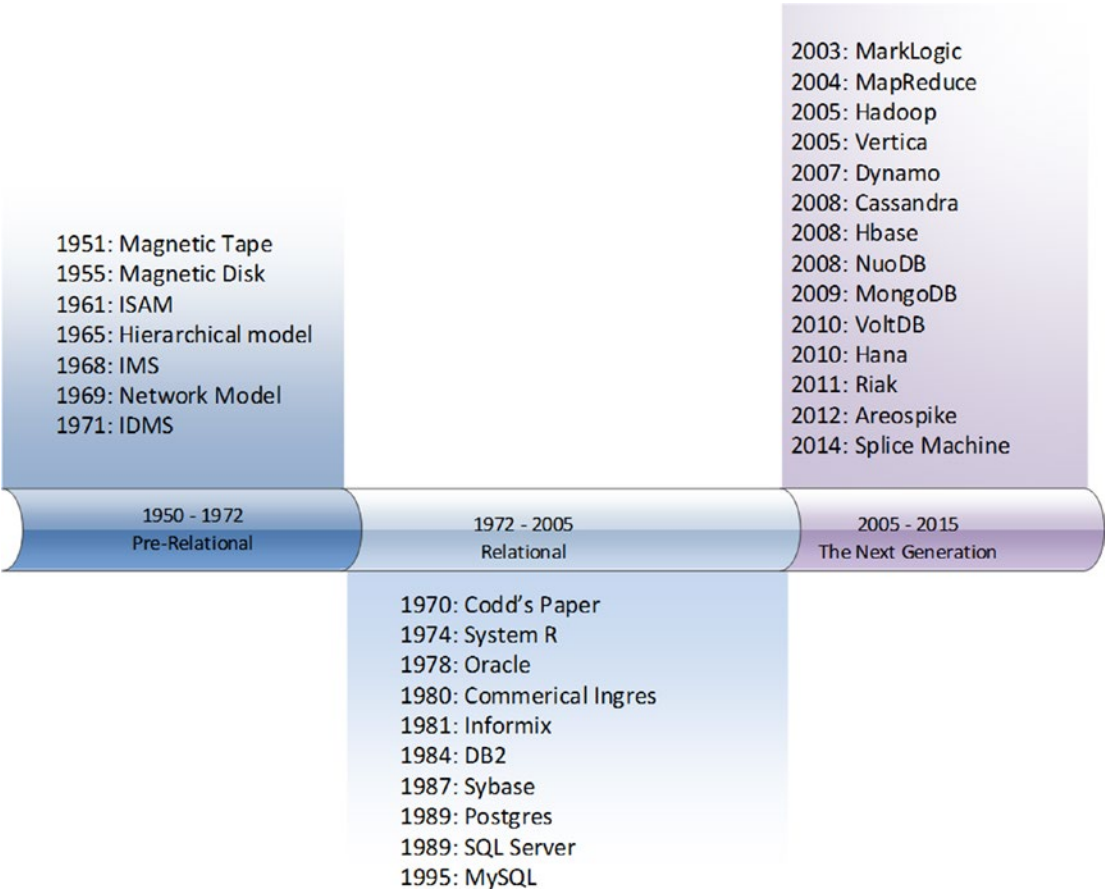 1951: Magnetic Tape
1955: Magnetic Disk
1961: ISAM
1965: Hierarchical model
1968: IMS
1969: Network Model
1971: IDMS
1950 - 1972
Pre-Relational
1970: Codd’s Paper
1974: System R
1978: Oracle
1980: Commerical Ingres
1981: Informix
1984: DB2
1987: Sybase
1989: Postgres
1989: SQL Server
1995: MySQL
1972 - 2005
Relational
2003: MarkLogic
2004: MapReduce
2005: Hadoop
2005: Vertica
2007: Dynamo
2008: Cassandra
2008: Hbase
2008: NuoDB
2009: MongoDB
2010: VoltDB
2010: Hana
2011: Riak
2012: Areospike
2014: Splice Machine
2005 - 2015
The Next Generation